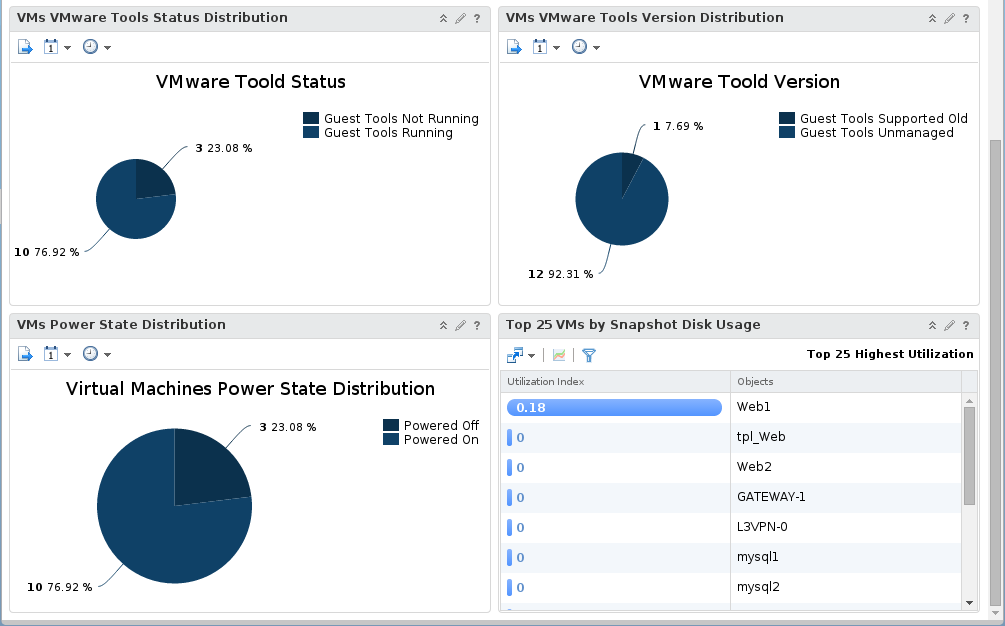 VMs VMware Tools Status Distribution
?
1
VMware Toold Status
Guest Tools Not Running
Guest Tools Running
3 23.08 %
10 76.92 %
VMs VMware Tools Version Distribution
?
1
VMware Toold Version
Guest Tools Supported Old
Guest Tools Unmanaged
1 7.69 %
12 92.31 %
VMs Power State Distribution
?
1
Virtual Machines Power State Distribution
Powered Off
Powered On
3 23.08 %
10 76.92 %
Top 25 VMs by Snapshot Disk Usage
?
Top 25 Highest Utilization
Utilization Index Objects
0.18 Web1
0 tpl_Web
0 Web2
0 GATEWAY-1
0 L3VPN-0
0 mysql1
0 mysql2